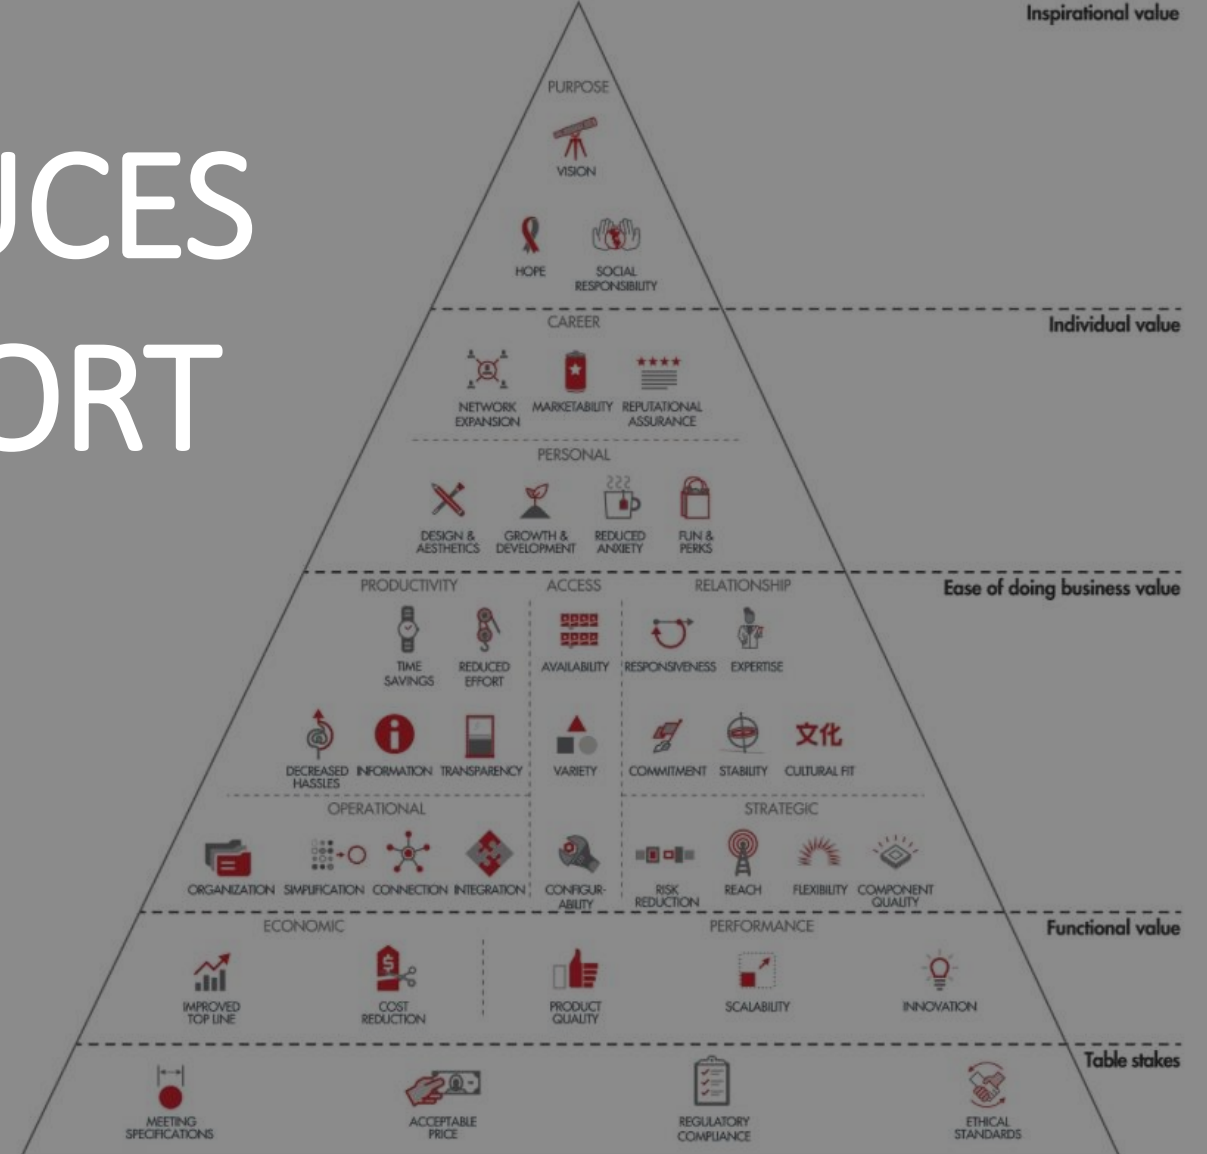 Inspirational value
PURPOSE
VISION
UCES
HOPE
SOCIAL
RESPONSIBILITY
Individual value
CAREER
ORT
NETWORK
EXPANSION
MARKETABILITY
REPUTATIONAL
ASSURANCE
PERSONAL
DESIGN &
AESTHETICS
GROWTH &
DEVELOPMENT
REDUCED
ANXIETY
FUN &
PERKS
Ease of doing business value
PRODUCTIVITY
ACCESS
RELATIONSHIP
TIME
SAVINGS
REDUCED
EFFORT
AVAILABILITY
RESPONSIVENESS
EXPERTISE
DECREASED
HASSLES
INFORMATION
TRANSPARENCY
VARIETY
COMMITMENT
STABILITY
文化
CULTURAL FIT
OPERATIONAL
STRATEGIC
ORGANIZATION
SIMPLIFICATION
CONNECTION
INTEGRATION
CONFIGUR-
ABILITY
RISK
REDUCTION
REACH
FLEXIBILITY
COMPONENT
QUALITY
Functional value
ECONOMIC
PERFORMANCE
IMPROVED
TOP LINE
COST
REDUCTION
PRODUCT
QUALITY
SCALABILITY
INNOVATION
Table stakes
MEETING
SPECIFICATIONS
ACCEPTABLE
PRICE
REGULATORY
COMPLIANCE
ETHICAL
STANDARDS